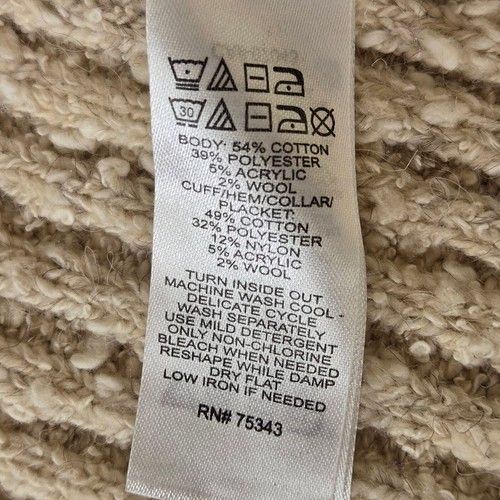 30
BODY: 54% COTTON
39% POLYESTER
5% ACRYLIC
2% WOOL
CUFF/HEM/COLLAR/
PLACKET:
49% COTTON
32% POLYESTER
12% NYLON
5% ACRYLIC
2% WOOL
TURN INSIDE OUT
MACHINE WASH COOL -
DELICATE CYCLE
WASH SEPARATELY
USE MILD DETERGENT
ONLY NON-CHLORINE
BLEACH WHEN NEEDED
RESHAPE WHILE DAMP
DRY FLAT
LOW IRON IF NEEDED
RN# 75343